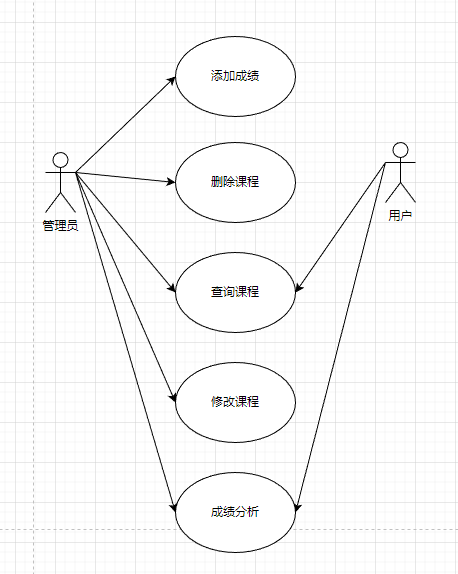 添加成绩
删除课程
管理员
用户
查询课程
修改课程
成绩分析